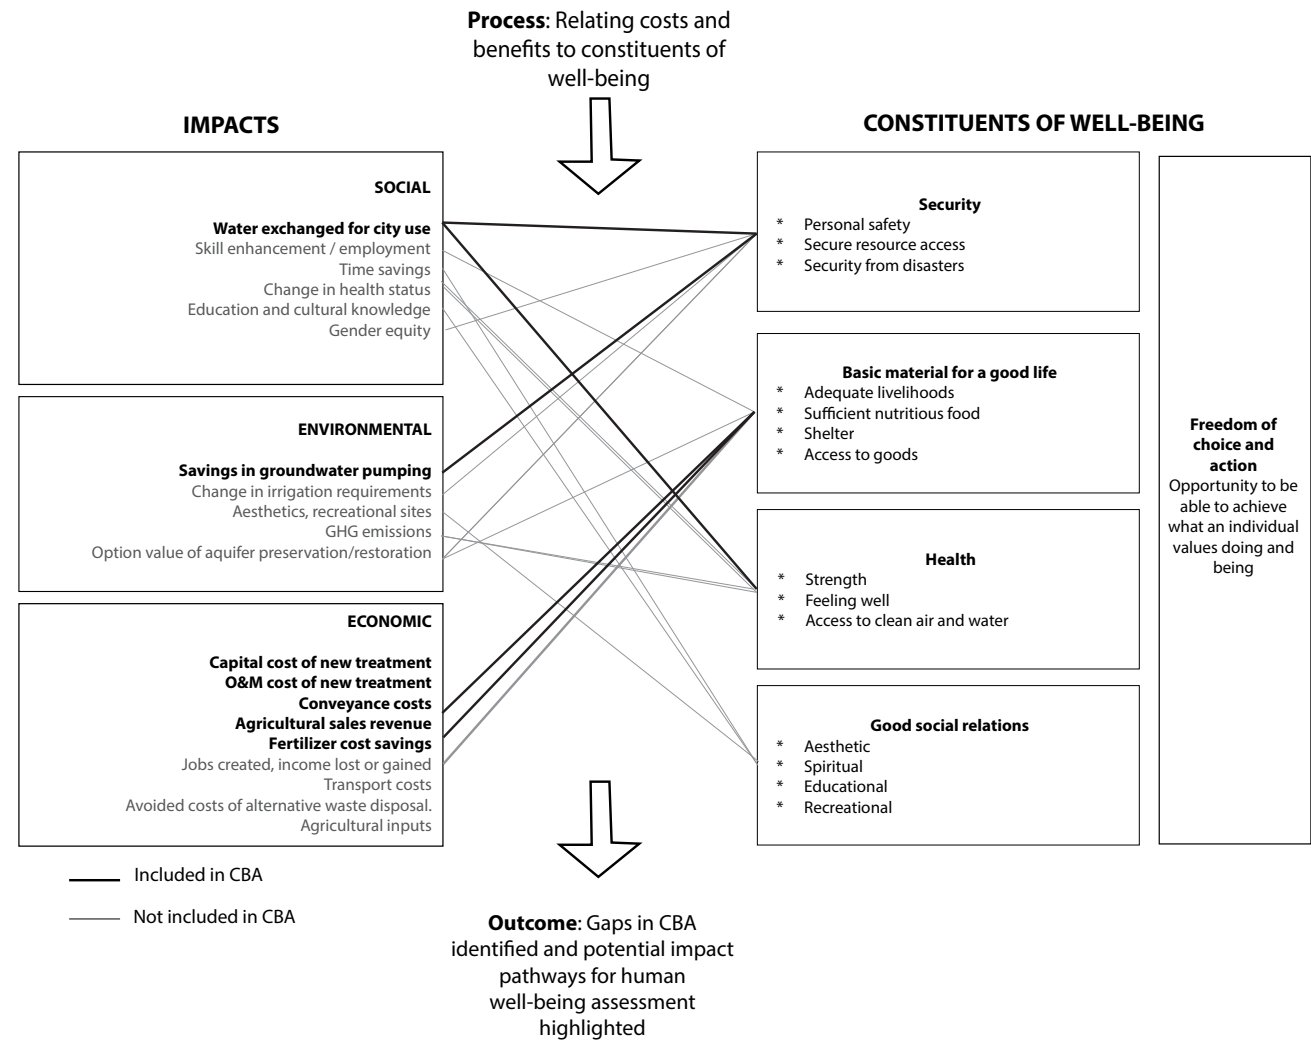 Process: Relating costs and
benefits to constituents of
well-being
IMPACTS
CONSTITUENTS OF WELL-BEING
SOCIAL
Water exchanged for city use
Skill enhancement / employment
Time savings
Change in health status
Education and cultural knowledge
Gender equity
ENVIRONMENTAL
Savings in groundwater pumping
Change in irrigation requirements
Aesthetics, recreational sites
GHG emissions
Option value of aquifer preservation/restoration
ECONOMIC
Capital cost of new treatment
O&M cost of new treatment
Conveyance costs
Agricultural sales revenue
Fertilizer cost savings
Jobs created, income lost or gained
Transport costs
Avoided costs of alternative waste disposal.
Agricultural inputs
Security
* Personal safety
* Secure resource access
* Security from disasters
Basic material for a good life
* Adequate livelihoods
* Sufficient nutritious food
* Shelter
* Access to goods
Health
* Strength
* Feeling well
* Access to clean air and water
Good social relations
* Aesthetic
* Spiritual
* Educational
* Recreational
Freedom of
choice and
action
Opportunity to be
able to achieve
what an individual
values doing and
being
Included in CBA
Not included in CBA
Outcome: Gaps in CBA
identified and potential impact
pathways for human
well-being assessment
highlighted